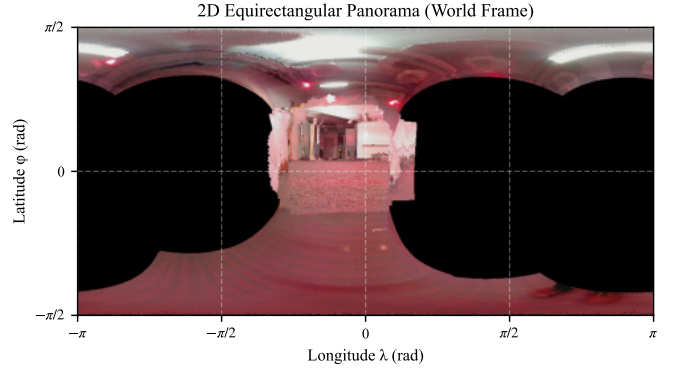 2D Equirectangular Panorama (World Frame)
π/2
0
−π/2
Latitude φ (rad)
−π
−π/2
0
π/2
π
Longitude λ (rad)